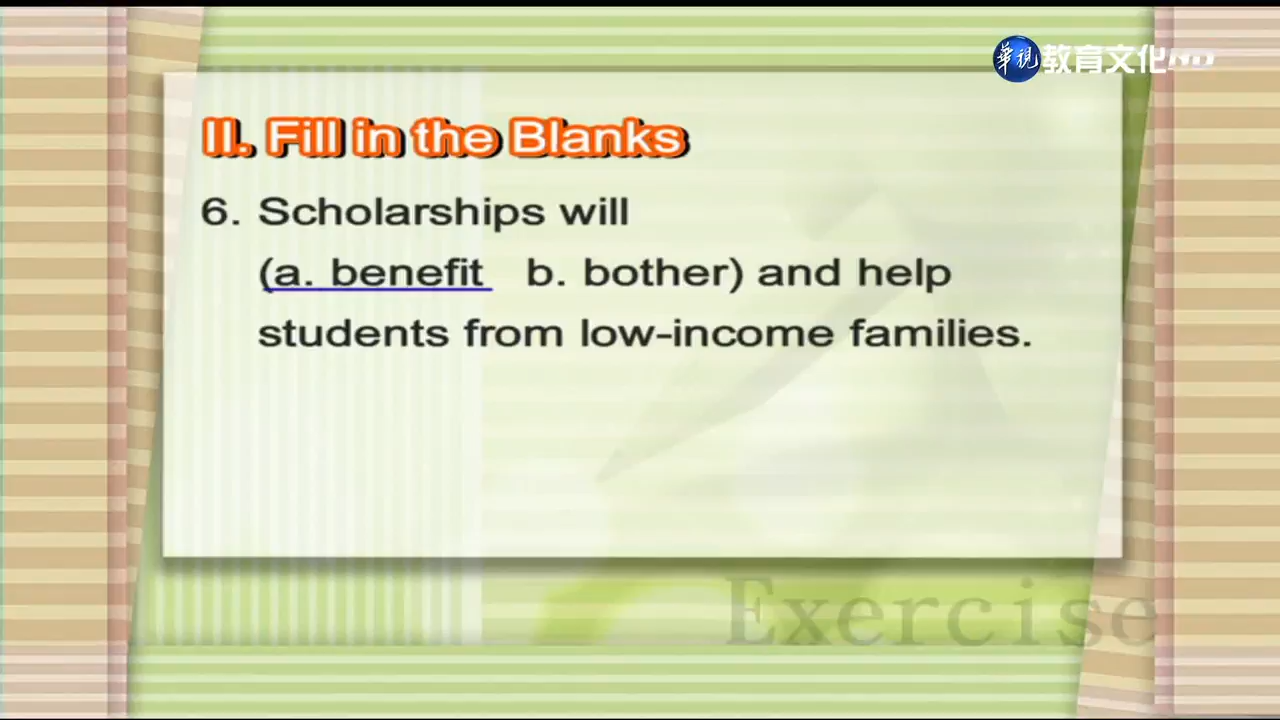 華視 教育文化HD
II. Fill in the Blanks
6. Scholarships will
(a. benefit b. bother) and help
students from low-income families.
Exercise